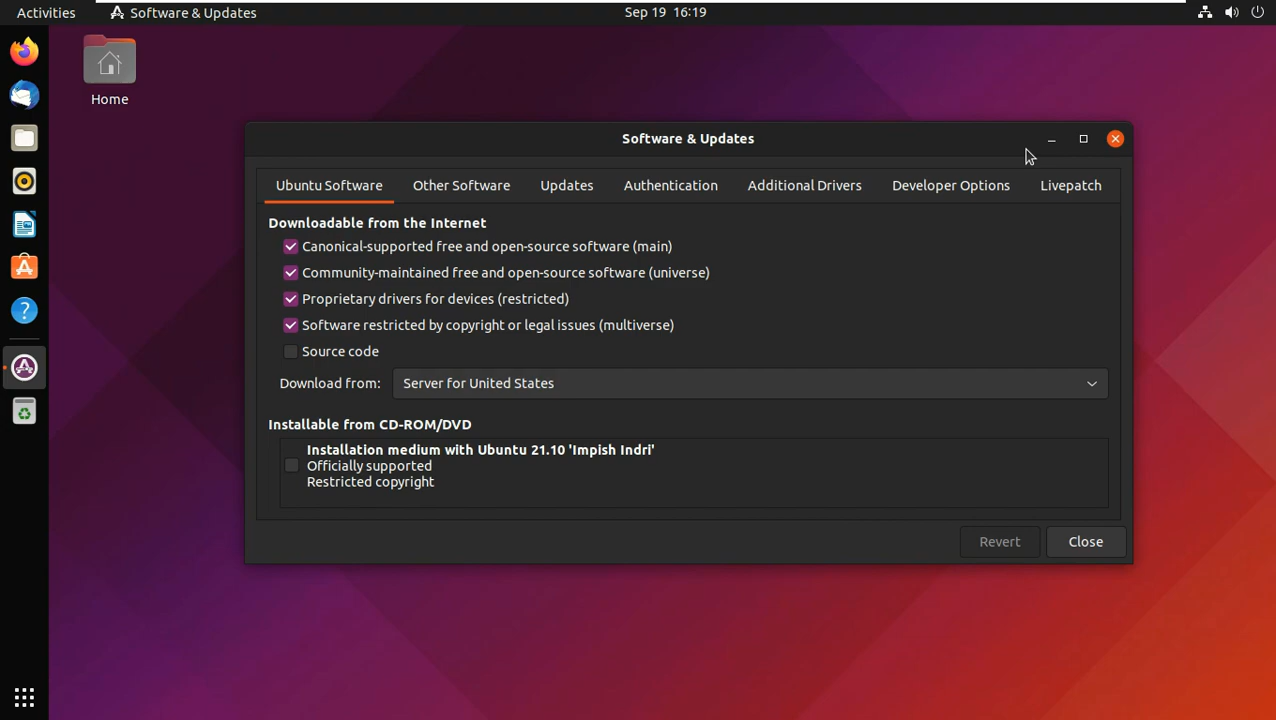 Activities
Software & Updates
Sep 19 16:19
Home
Software & Updates
Ubuntu Software
Other Software
Updates
Authentication
Additional Drivers
Developer Options
Livepatch
Downloadable from the Internet
Canonical-supported free and open-source software (main)
Community-maintained free and open-source software (universe)
Proprietary drivers for devices (restricted)
Software restricted by copyright or legal issues (multiverse)
Source code
Download from:
Server for United States
Installable from CD-ROM/DVD
Installation medium with Ubuntu 21.10 'Impish Indri'
Officially supported
Restricted copyright
Revert
Close